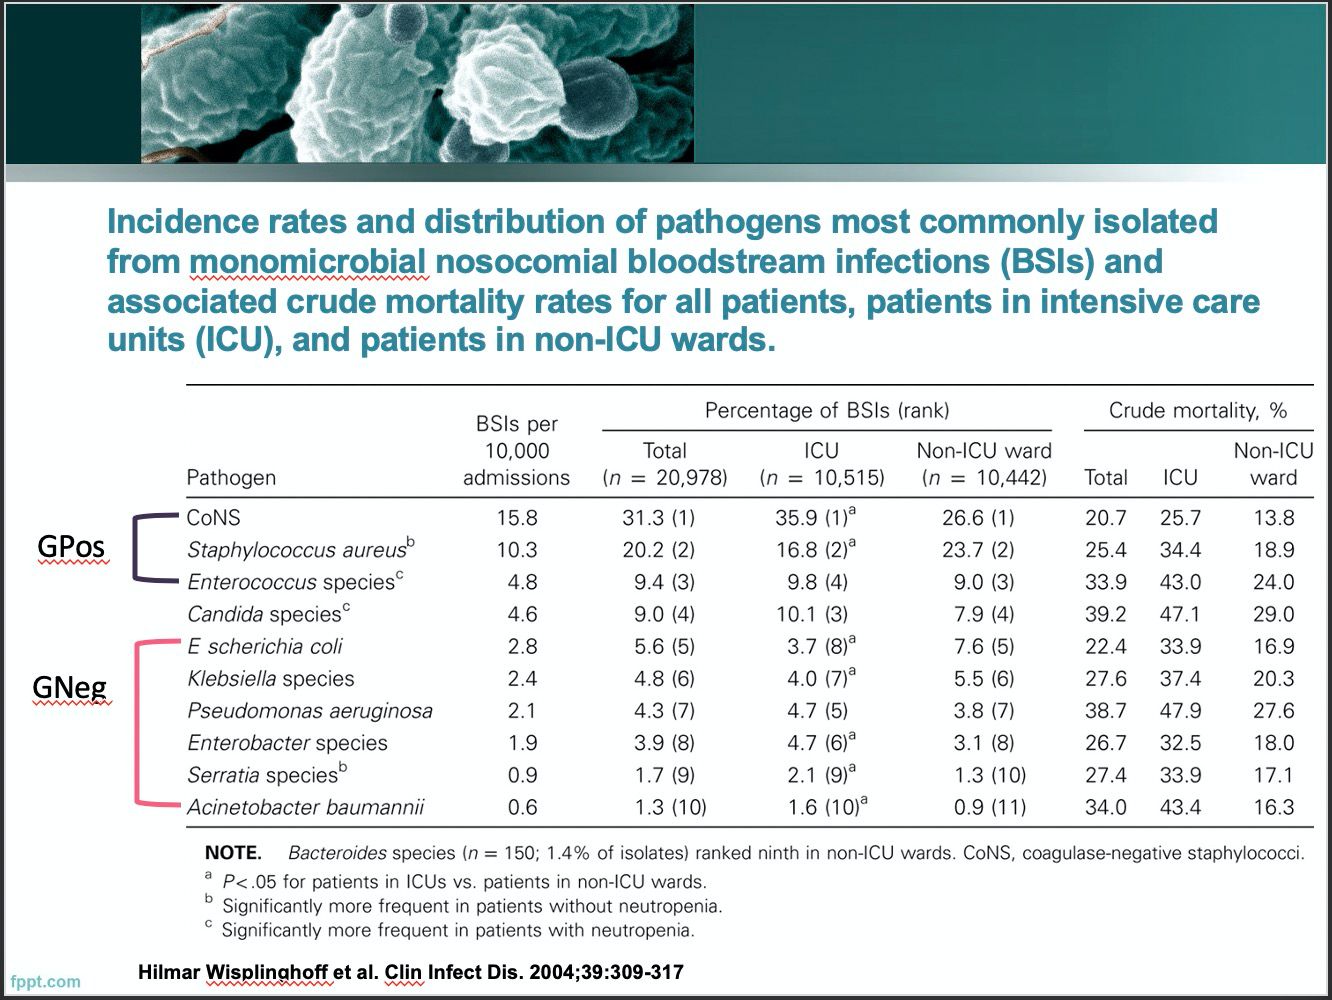 Incidence rates and distribution of pathogens most commonly isolated
from monomicrobial nosocomial bloodstream infections (BSIs) and
associated crude mortality rates for all patients, patients in intensive care
units (ICU), and patients in non-ICU wards.
Percentage of BSIs (rank) Crude mortality, %
BSIs per
10,000 Total ICU Non-ICU ward Non-ICU
Pathogen admissions (n = 20,978) (n = 10,515) (n = 10,442) Total ICU ward
GPos
CoNS 15.8 31.3 (1) 35.9 (1)a 26.6 (1) 20.7 25.7 13.8
Staphylococcus aureusb 10.3 20.2 (2) 16.8 (2)a 23.7 (2) 25.4 34.4 18.9
Enterococcus speciesc 4.8 9.4 (3) 9.8 (4) 9.0 (3) 33.9 43.0 24.0
Candida speciesc 4.6 9.0 (4) 10.1 (3) 7.9 (4) 39.2 47.1 29.0
GNeg
E scherichia coli 2.8 5.6 (5) 3.7 (8)a 7.6 (5) 22.4 33.9 16.9
Klebsiella species 2.4 4.8 (6) 4.0 (7)a 5.5 (6) 27.6 37.4 20.3
Pseudomonas aeruginosa 2.1 4.3 (7) 4.7 (5) 3.8 (7) 38.7 47.9 27.6
Enterobacter species 1.9 3.9 (8) 4.7 (6)a 3.1 (8) 26.7 32.5 18.0
Serratia speciesb 0.9 1.7 (9) 2.1 (9)a 1.3 (10) 27.4 33.9 17.1
Acinetobacter baumannii 0.6 1.3 (10) 1.6 (10)a 0.9 (11) 34.0 43.4 16.3
NOTE. Bacteroides species (n = 150; 1.4% of isolates) ranked ninth in non-ICU wards. CoNS, coagulase-negative staphylococci.
a P<.05 for patients in ICUs vs. patients in non-ICU wards.
b Significantly more frequent in patients without neutropenia.
c Significantly more frequent in patients with neutropenia.
Hilmar Wisplinghoff et al. Clin Infect Dis. 2004;39:309-317
fppt.com